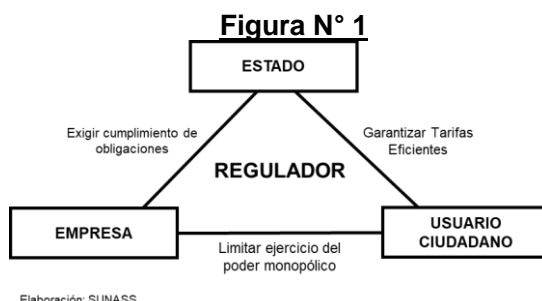 Figura N° 1
ESTADO
Exigir cumplimiento de
obligaciones
Garantizar Tarifas
Eficientes
REGULADOR
EMPRESA
USUARIO
CIUDADANO
Limitar ejercicio del
poder monopólico
Elaboración: SUNASS